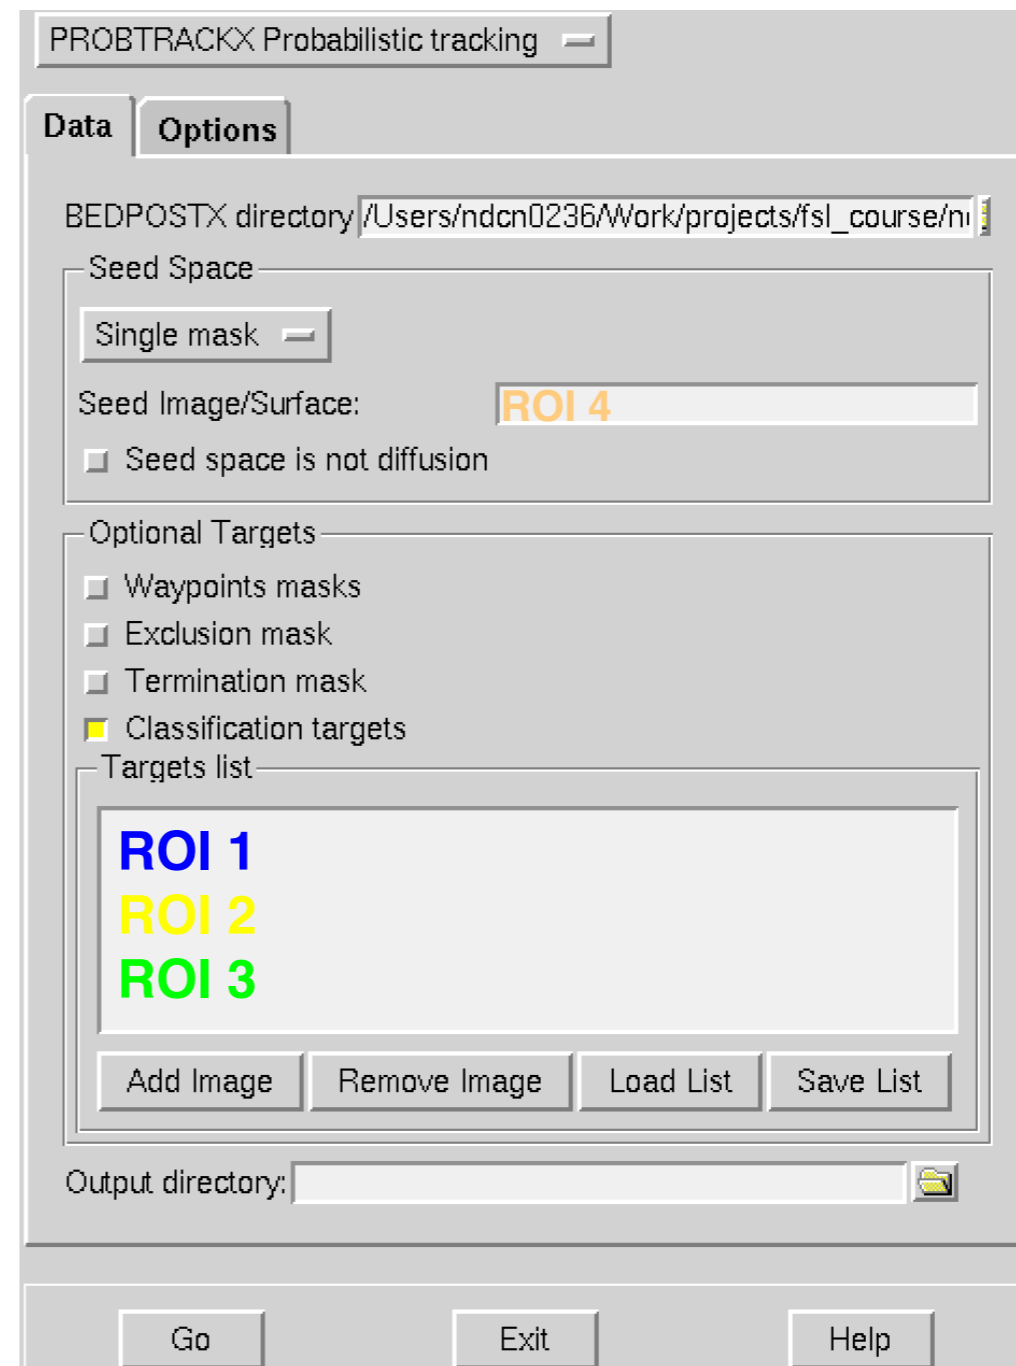 PROBTRACKX Probabilistic tracking
Data Options
BEDPOSTX directory /Users/ndcn0236/Work/projects/fsl_course/
Seed Space
Single mask
Seed Image/Surface: ROI 4
Seed space is not diffusion
Optional Targets
Waypoints masks
Exclusion mask
Termination mask
Classification targets
Targets list
ROI 1
ROI 2
ROI 3
Add Image Remove Image Load List Save List
Output directory:
Go Exit Help